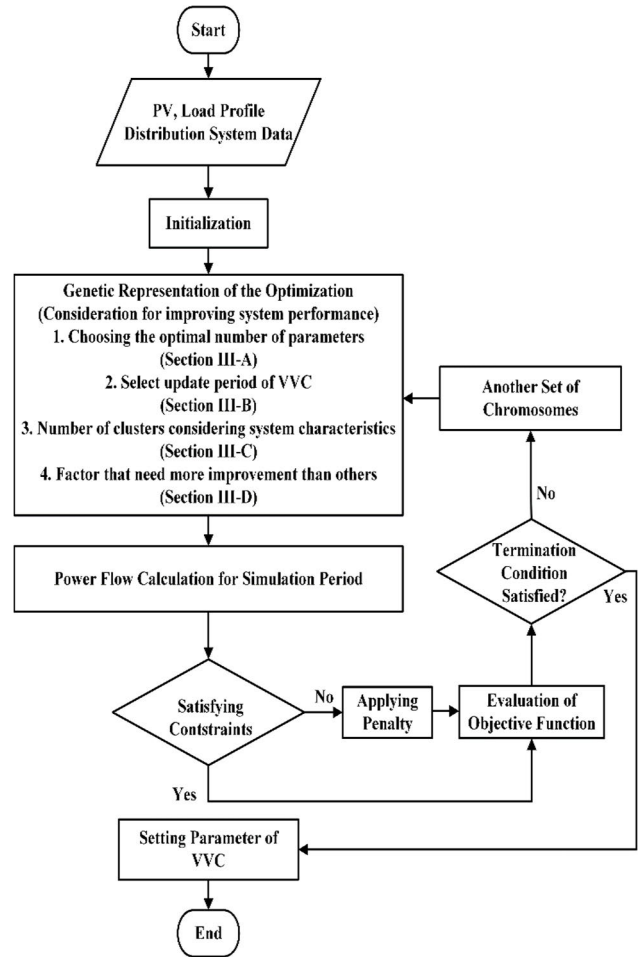 Start
PV, Load Profile
Distribution System Data
Initialization
Genetic Representation of the Optimization
(Consideration for improving system performance)
1. Choosing the optimal number of parameters
(Section III-A)
2. Select update period of VVC
(Section III-B)
3. Number of clusters considering system characteristics
(Section III-C)
4. Factor that need more improvement than others
(Section III-D)
Another Set of
Chromosomes
No
Termination
Condition
Satisfied?
Yes
Power Flow Calculation for Simulation Period
Satisfying
Contstraints
No
Applying
Penalty
Evaluation of
Objective Function
Yes
Setting Parameter of
VVC
End